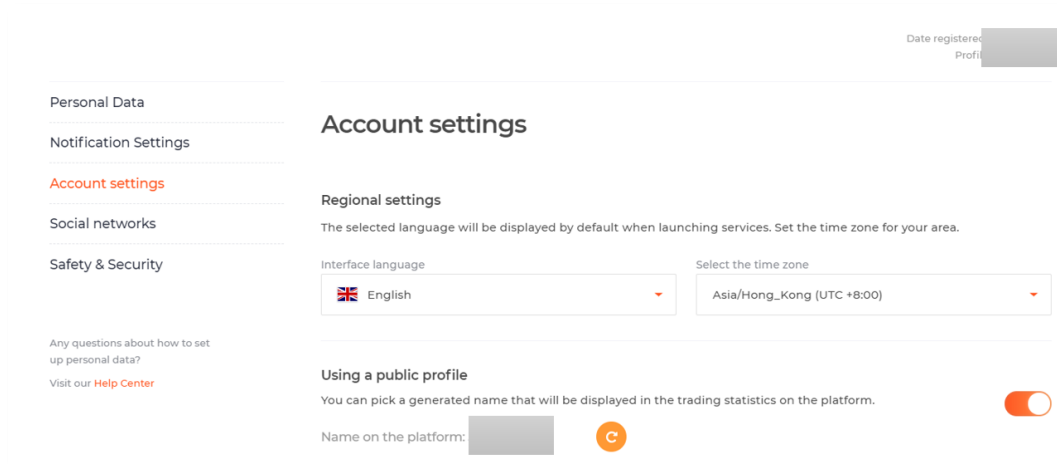 Date registered
Profil
Personal Data
Notification Settings
Account settings
Social networks
Safety & Security
Any questions about how to set
up personal data?
Visit our Help Center
Account settings
Regional settings
The selected language will be displayed by default when launching services. Set the time zone for your area.
Interface language
Select the time zone
English
Asia/Hong_Kong (UTC +8:00)
Using a public profile
You can pick a generated name that will be displayed in the trading statistics on the platform.
Name on the platform: